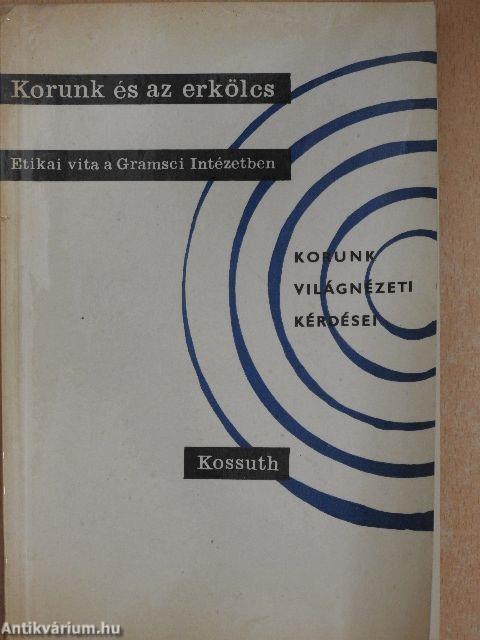 Korunk és az erkölcs
Etikai vita a Gramsci Intézetben
KORUNK
VILÁGNÉZETI
KÉRDÉSEI
Kossuth
Antikvárium.hu